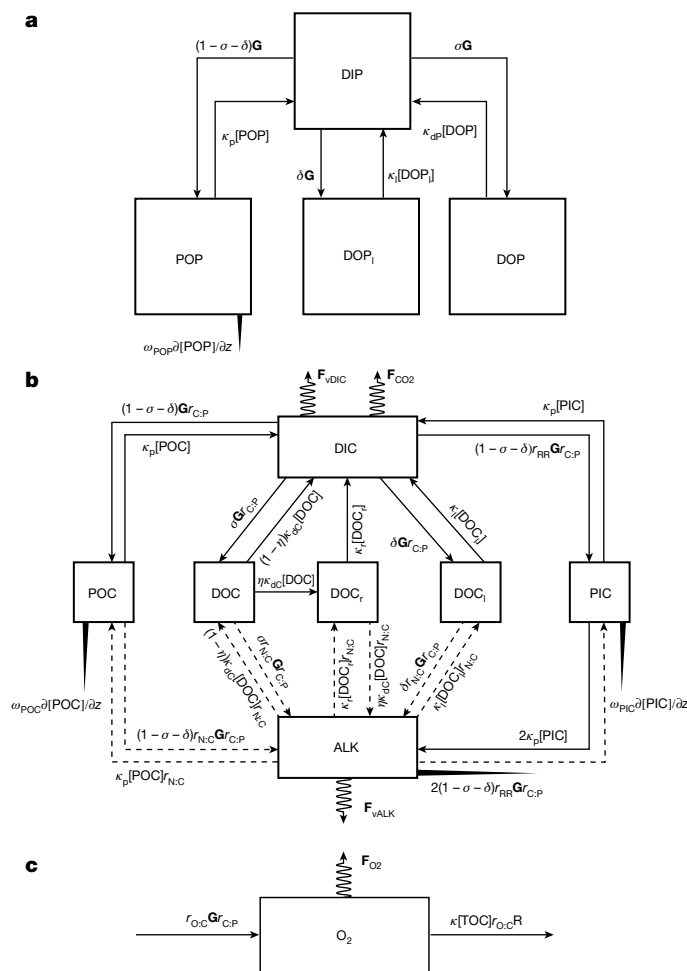 a
(1 – σ – δ)G
DIP
σG
κp[POP]
κdP[DOP]
δG
κl[DOPl]
POP
DOPl
DOP
ωPOP∂[POP]/∂z
b
FvDIC
FCO2
(1 – σ – δ)GrC:P
κp[PIC]
κp[POC]
DIC
(1 – σ – δ)rRRGrC:P
σGrC:P
(1–η)κdC[DOC]
κr[DOCr]
δGrC:P
κl[DOCl]
POC
DOC
ηκdC[DOC]
DOCr
DOCl
PIC
(1–η)κdC[DOC]rN:C
σrN:CGrC:P
κr[DOCr]rN:C
ηκdC[DOC]rN:C
δrN:CGrC:P
κl[DOCl]rN:C
ωPOC∂[POC]/∂z
ωPIC∂[PIC]/∂z
(1 – σ – δ)rN:CGrC:P
ALK
2κp[PIC]
κp[POC]rN:C
2(1 – σ – δ)rRRGrC:P
FvALK
c
FO2
rO:CGrC:P
O2
κ[TOC]rO:CR